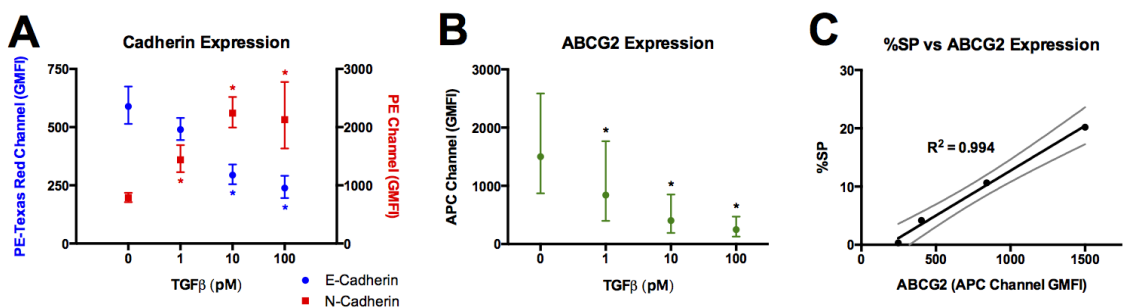 A
Cadherin Expression
PE-Texas Red Channel (GMFI)
750
500
250
0
3000
2000
1000
0
PE Channel
(GMFI)
*
*
*
*
*
0
1
10
100
TGFβ (pM)
E-Cadherin
N-Cadherin
B
ABCG2 Expression
APC Channel (GMFI)
3000
2000
1000
0
*
*
*
0
1
10
100
TGFβ (pM)
C
%SP vs ABCG2 Expression
%SP
30
20
10
0
R² = 0.994
0
500
1000
1500
ABCG2 (APC Channel GMFI)